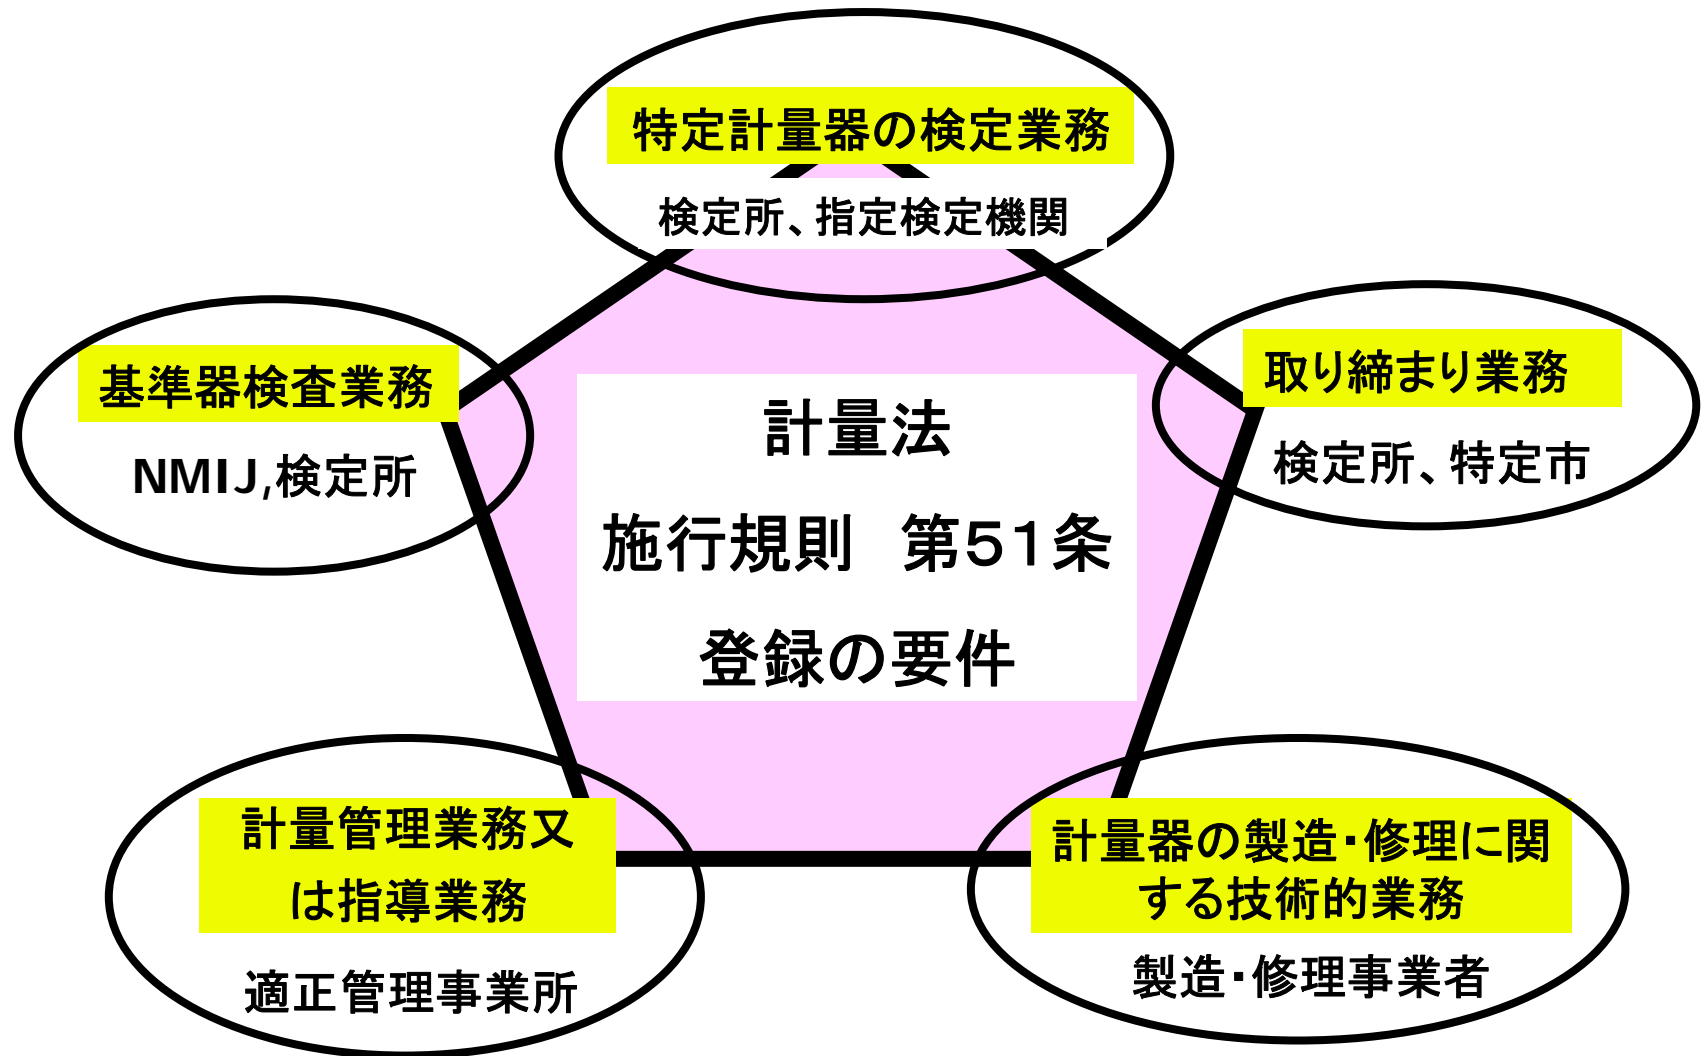 特定計量器の検定業務
検定所、指定検定機関
基準器検査業務
NMIJ,検定所
取り締まり業務
検定所、特定市
計量法
施行規則　第５１条
登録の要件
計量管理業務又
は指導業務
適正管理事業所
計量器の製造・修理に関
する技術的業務
製造・修理事業者